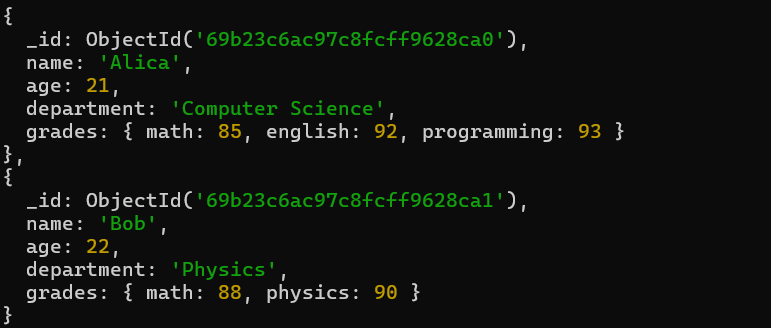 {
  _id: ObjectId('69b23c6ac97c8fcff9628ca0'),
  name: 'Alica',
  age: 21,
  department: 'Computer Science',
  grades: { math: 85, english: 92, programming: 93 }
},
{
  _id: ObjectId('69b23c6ac97c8fcff9628ca1'),
  name: 'Bob',
  age: 22,
  department: 'Physics',
  grades: { math: 88, physics: 90 }
}